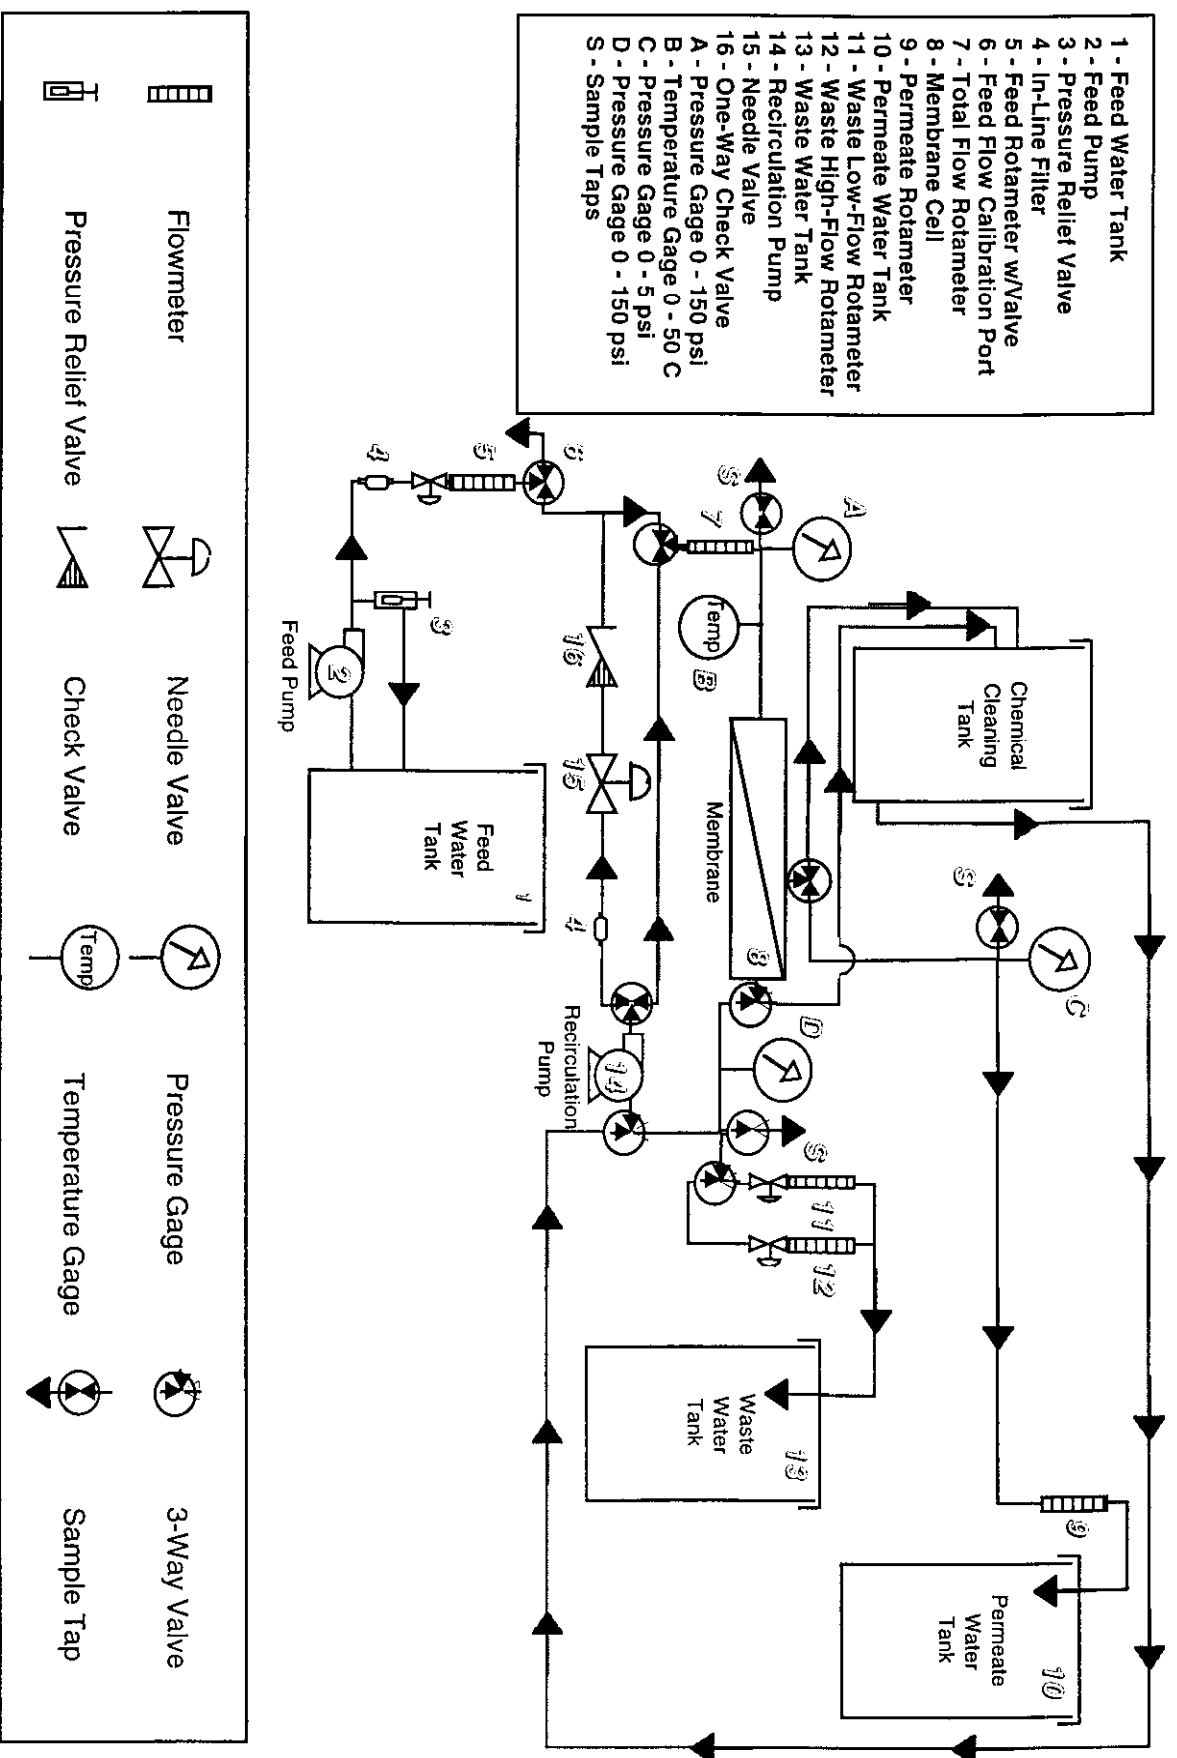 1 - Feed Water Tank
2 - Feed Pump
3 - Pressure Relief Valve
4 - In-Line Filter
5 - Feed Rotameter w/Valve
6 - Feed Flow Calibration Port
7 - Total Flow Rotameter
8 - Membrane Cell
9 - Permeate Rotameter
10 - Permeate Water Tank
11 - Waste Low-Flow Rotameter
12 - Waste High-Flow Rotameter
13 - Waste Water Tank
14 - Recirculation Pump
15 - Needle Valve
16 - One-Way Check Valve
A - Pressure Gage 0 - 150 psi
B - Temperature Gage 0 - 50 C
C - Pressure Gage 0 - 5 psi
D - Pressure Gage 0 - 150 psi
S - Sample Taps
Chemical
Cleaning
Tank
C
S
9
Permeate
Water
Tank
10
A
S
7
Temp
B
Membrane
8
D
S
11
12
Waste
Water
Tank
13
6
5
4
16
15
4
14
Recirculation
Pump
3
2
Feed Pump
Feed
Water
Tank
1
Flowmeter
Needle Valve
Pressure Gage
3-Way Valve
Pressure Relief Valve
Check Valve
Temp
Temperature Gage
Sample Tap